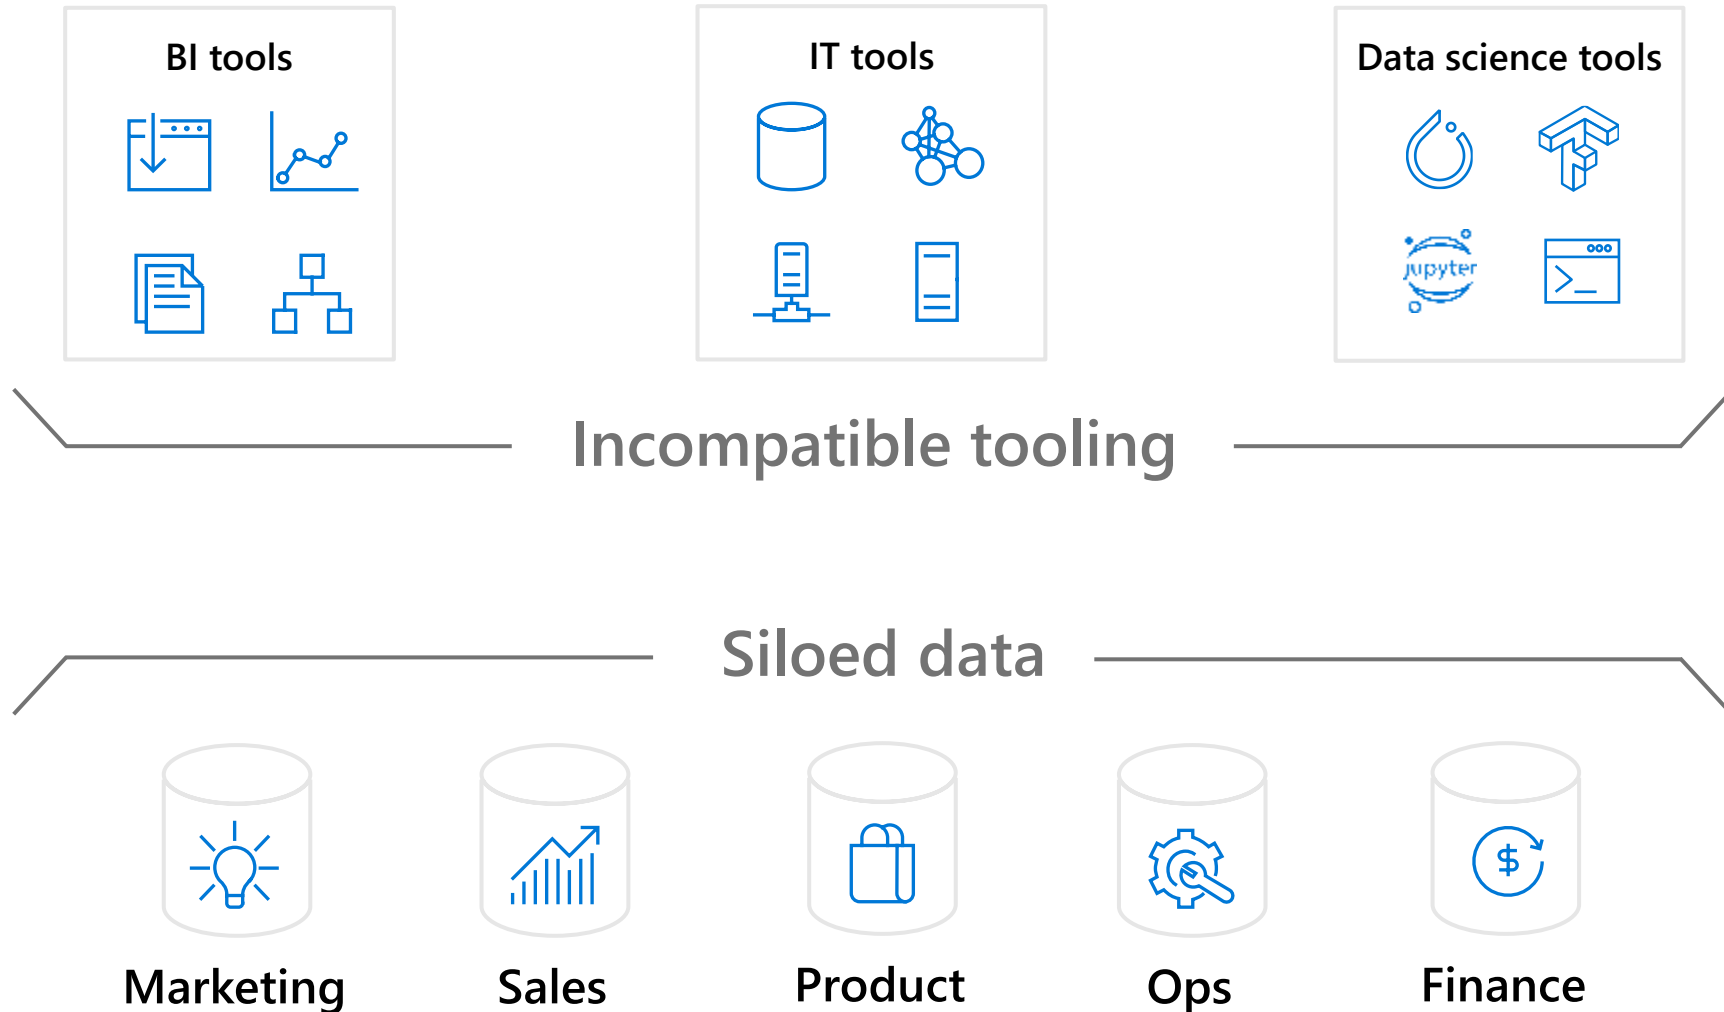 BI tools
IT tools
Data science tools
jupyter
Incompatible tooling
Siloed data
$
Marketing
Sales
Product
Ops
Finance